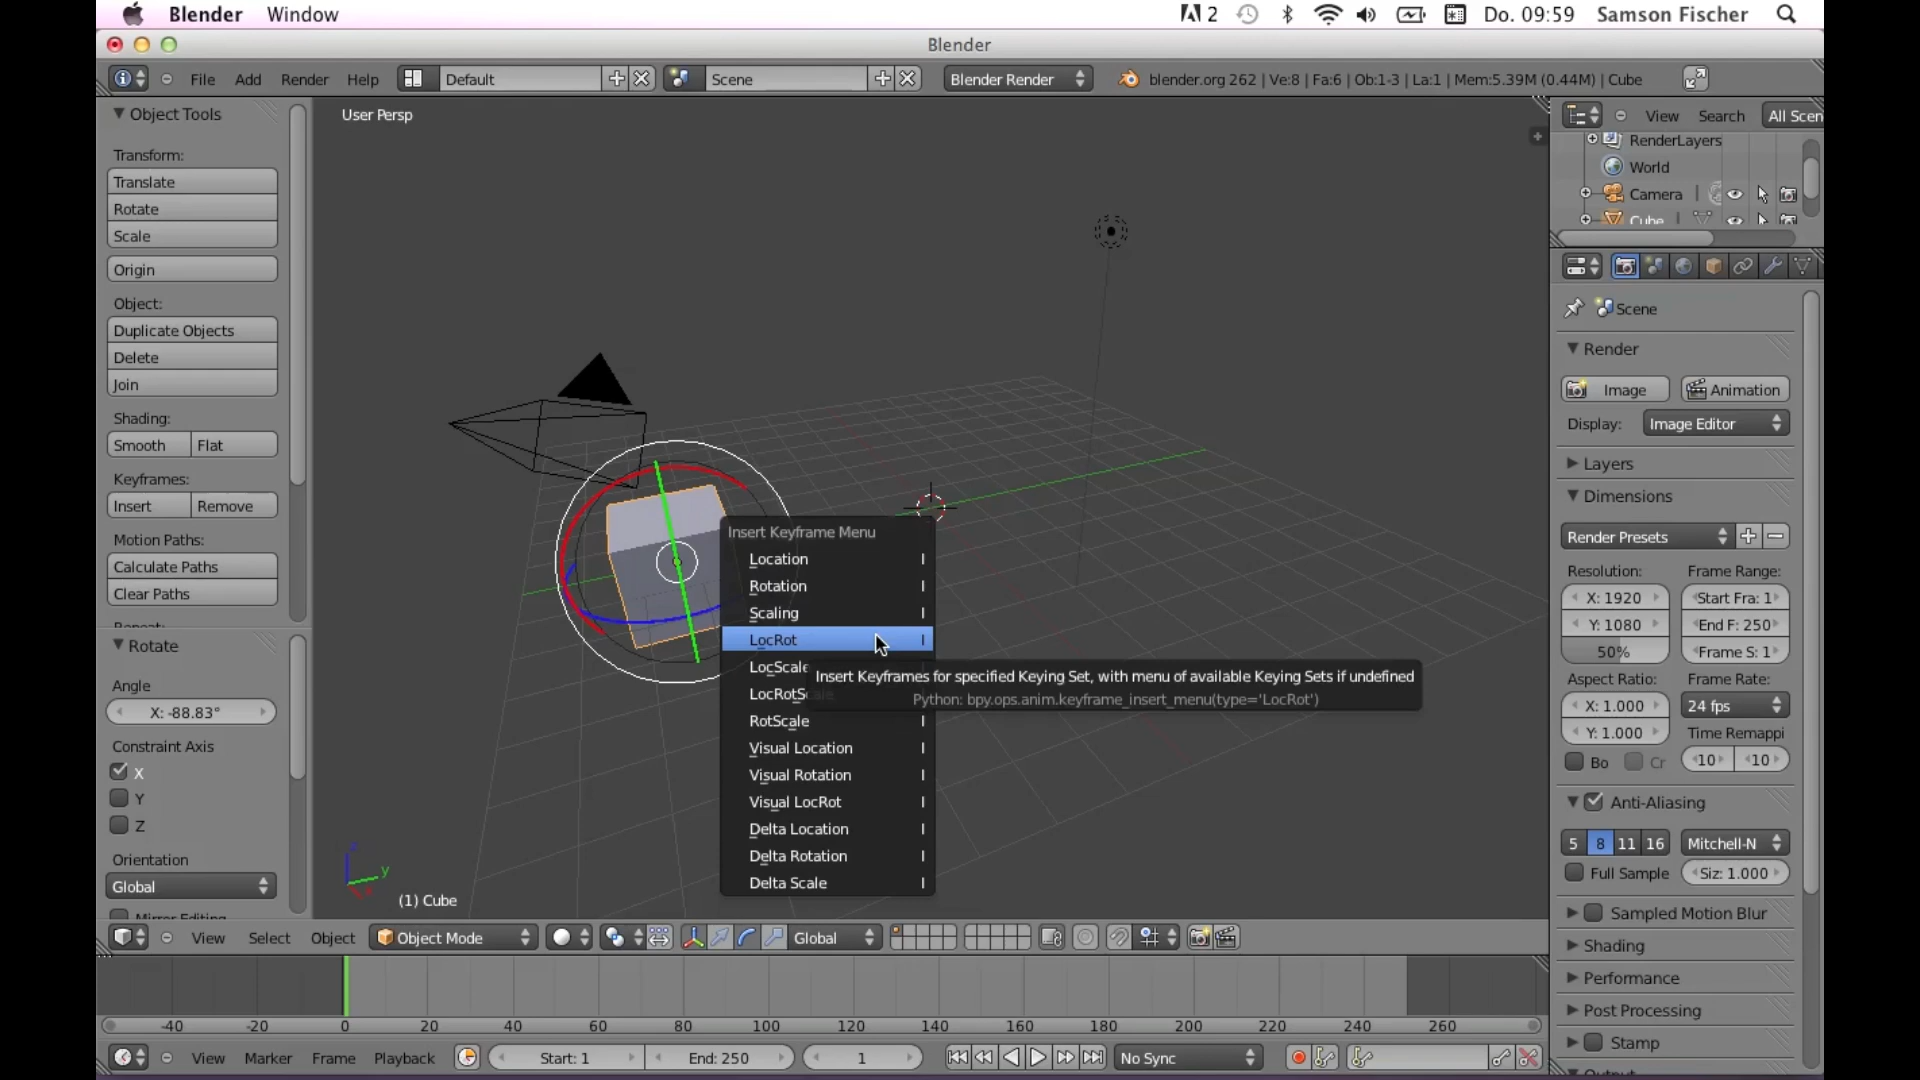 Blender Window 2 Do. 09:59 Samson Fischer
Blender
File Add Render Help Default Scene Blender Render blender.org 262 | Ve:8 | Fa:6 | Ob:1-3 | La:1 | Mem:5.39M (0.44M) | Cube
Object Tools
Transform:
Translate
Rotate
Scale
Origin
Object:
Duplicate Objects
Delete
Join
Shading:
Smooth Flat
Keyframes:
Insert Remove
Motion Paths:
Calculate Paths
Clear Paths
Repeat:
Rotate
Angle
X: -88.83°
Constraint Axis
X
Y
Z
Orientation
Global
Mirror Editing
User Persp
Insert Keyframe Menu
Location I
Rotation I
Scaling I
LocRot I
LocScale
LocRotScale
RotScale I
Visual Location I
Visual Rotation I
Visual LocRot I
Delta Location I
Delta Rotation I
Delta Scale I
Insert Keyframes for specified Keying Set, with menu of available Keying Sets if undefined
Python: bpy.ops.anim.keyframe_insert_menu(type='LocRot')
z
y
x
(1) Cube
View Select Object Object Mode Global
-40 -20 0 20 40 60 80 100 120 140 160 180 200 220 240 260
View Marker Frame Playback Start: 1 End: 250 1 No Sync
View Search All Scen
RenderLayers
World
Camera
Cube
Scene
Render
Image Animation
Display: Image Editor
Layers
Dimensions
Render Presets
Resolution: Frame Range:
X: 1920 Start Fra: 1
Y: 1080 End F: 250
50% Frame S: 1
Aspect Ratio: Frame Rate:
X: 1.000 24 fps
Y: 1.000 Time Remappi
Bo Cr 10 10
Anti-Aliasing
5 8 11 16 Mitchell-N
Full Sample Siz: 1.000
Sampled Motion Blur
Shading
Performance
Post Processing
Stamp
Output